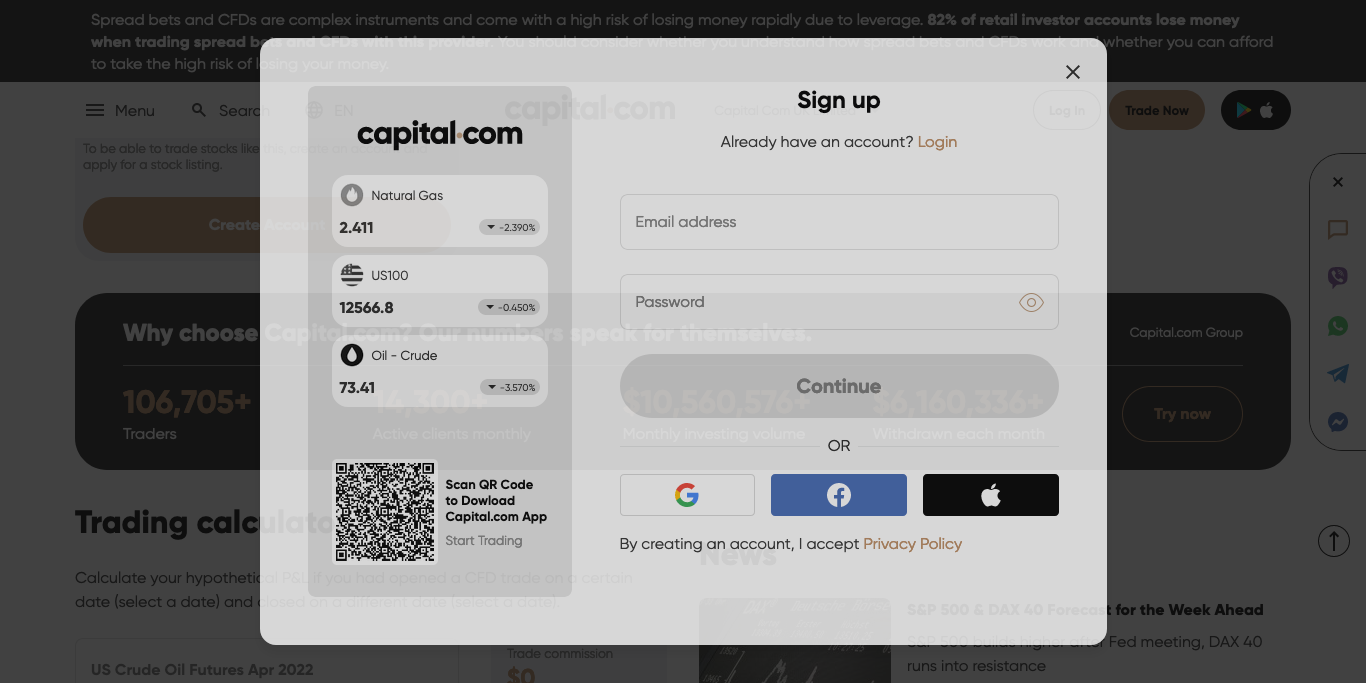 Spread bets and CFDs are complex instruments and come with a high risk of losing money rapidly due to leverage. 82% of retail investor accounts lose money
when trading spread bets and CFDs with this provider. You should consider whether you understand how spread bets and CFDs work and whether you can afford
to take the high risk of losing your money.
Menu
Search
EN
capital.com
Capital Com
Log In
Trade Now
To be able to trade stocks like this, create an account and
apply for a stock listing.
Create Account
Sign up
Already have an account? Login
Email address
Password
Continue
OR
By creating an account, I accept Privacy Policy
capital.com
Natural Gas
2.411
-2.390%
US100
12566.8
-0.450%
Oil - Crude
73.41
-3.570%
Scan QR Code
to Dowload
Capital.com App
Start Trading
Why choose Capital.com? Our numbers speak for themselves.
Capital.com Group
106,705+
Traders
14,300+
Active clients monthly
$10,560,576+
Monthly investing volume
$6,160,336+
Withdrawn each month
Try now
Trading calculator
Calculate your hypothetical P&L if you had opened a CFD trade on a certain
date (select a date) and closed on a different date (select a date).
US Crude Oil Futures Apr 2022
Trade commission
$0
News
S&P 500 & DAX 40 Forecast for the Week Ahead
S&P 500 builds higher after Fed meeting, DAX 40
runs into resistance